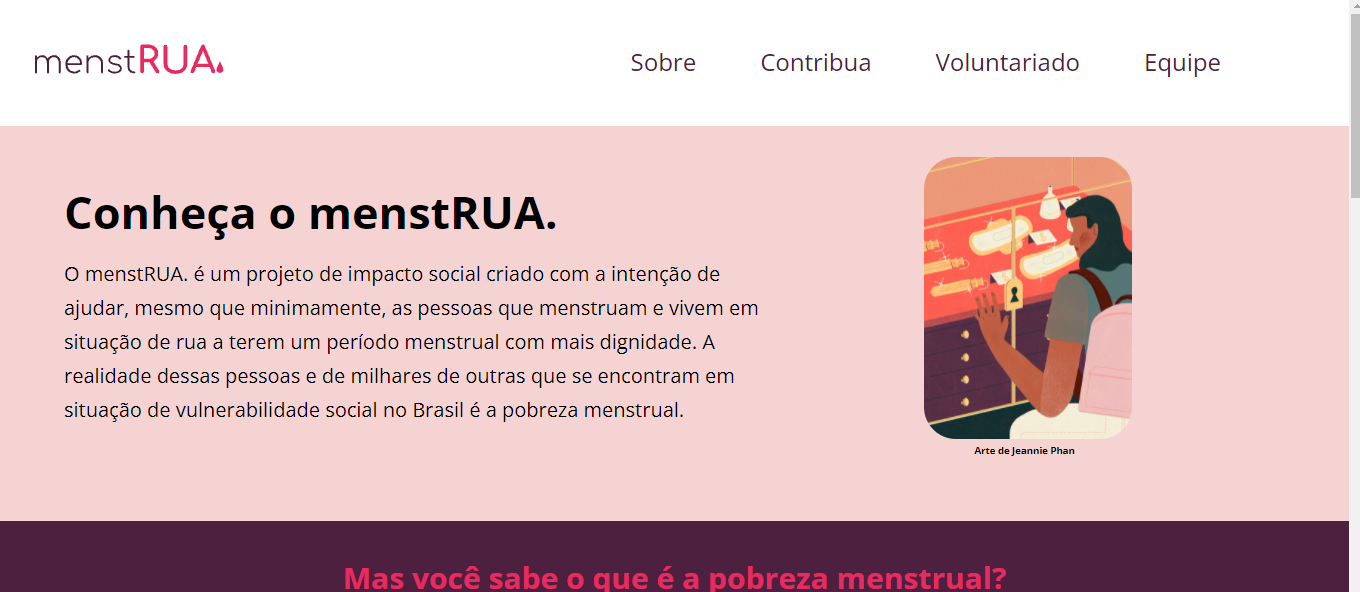 menstRUA.
Sobre Contribua Voluntariado Equipe
Conheça o menstRUA.
O menstRUA. é um projeto de impacto social criado com a intenção de
ajudar, mesmo que minimamente, as pessoas que menstruam e vivem em
situação de rua a terem um período menstrual com mais dignidade. A
realidade dessas pessoas e de milhares de outras que se encontram em
situação de vulnerabilidade social no Brasil é a pobreza menstrual.
Arte de Jeannie Phan
Mas você sabe o que é a pobreza menstrual?